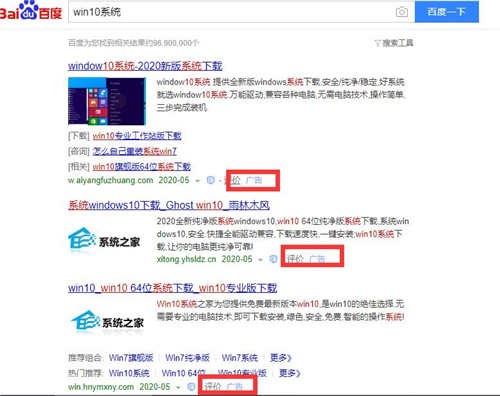 Bai百度 win10系统 百度一下
百度为您找到相关结果约96,900,000个 搜索工具
window10系统-2020新版系统下载
window10系统 提供全新版windows系统下载,安全/纯净/稳定,好系
统就选window10系统,万能驱动,兼容各种电脑,无需电脑技术,操作简单,
三步完成装机
[下载] win10专业工作站版下载
[咨询] 怎么自己重装系统win7
[相关] win10旗舰版64位系统下载
w.aiyangfuzhuang.com 2020-05 - 评价 广告
系统windows10下载_Ghost win10_雨林木风
2020全新纯净版系统windows10,win10 64位纯净版系统下载,系统win
dows10,安全,快捷全能驱动兼容,下载速度快,一键安装;win10系统下
载,让你的电脑更纯净可靠!
系统之家
xitong.yhsldz.cn 2020-05 评价 广告
win10_win10 64位系统下载_win10专业版下载
Win10系统之家为您提供免费最新版本win10,是win10的绝佳选择,无
需要专业的电脑技术,即可下载安装,绿色,安全,免费,智能的操作系统!
系统之家
推荐组合: Win7旗舰版 | Win7纯净版 | Win7系统 | 更多》
热门推荐: Win10系统 | Win10 64位 | Win10专业版 | 更多》
win.hnymxny.com 2020-05 评价 广告